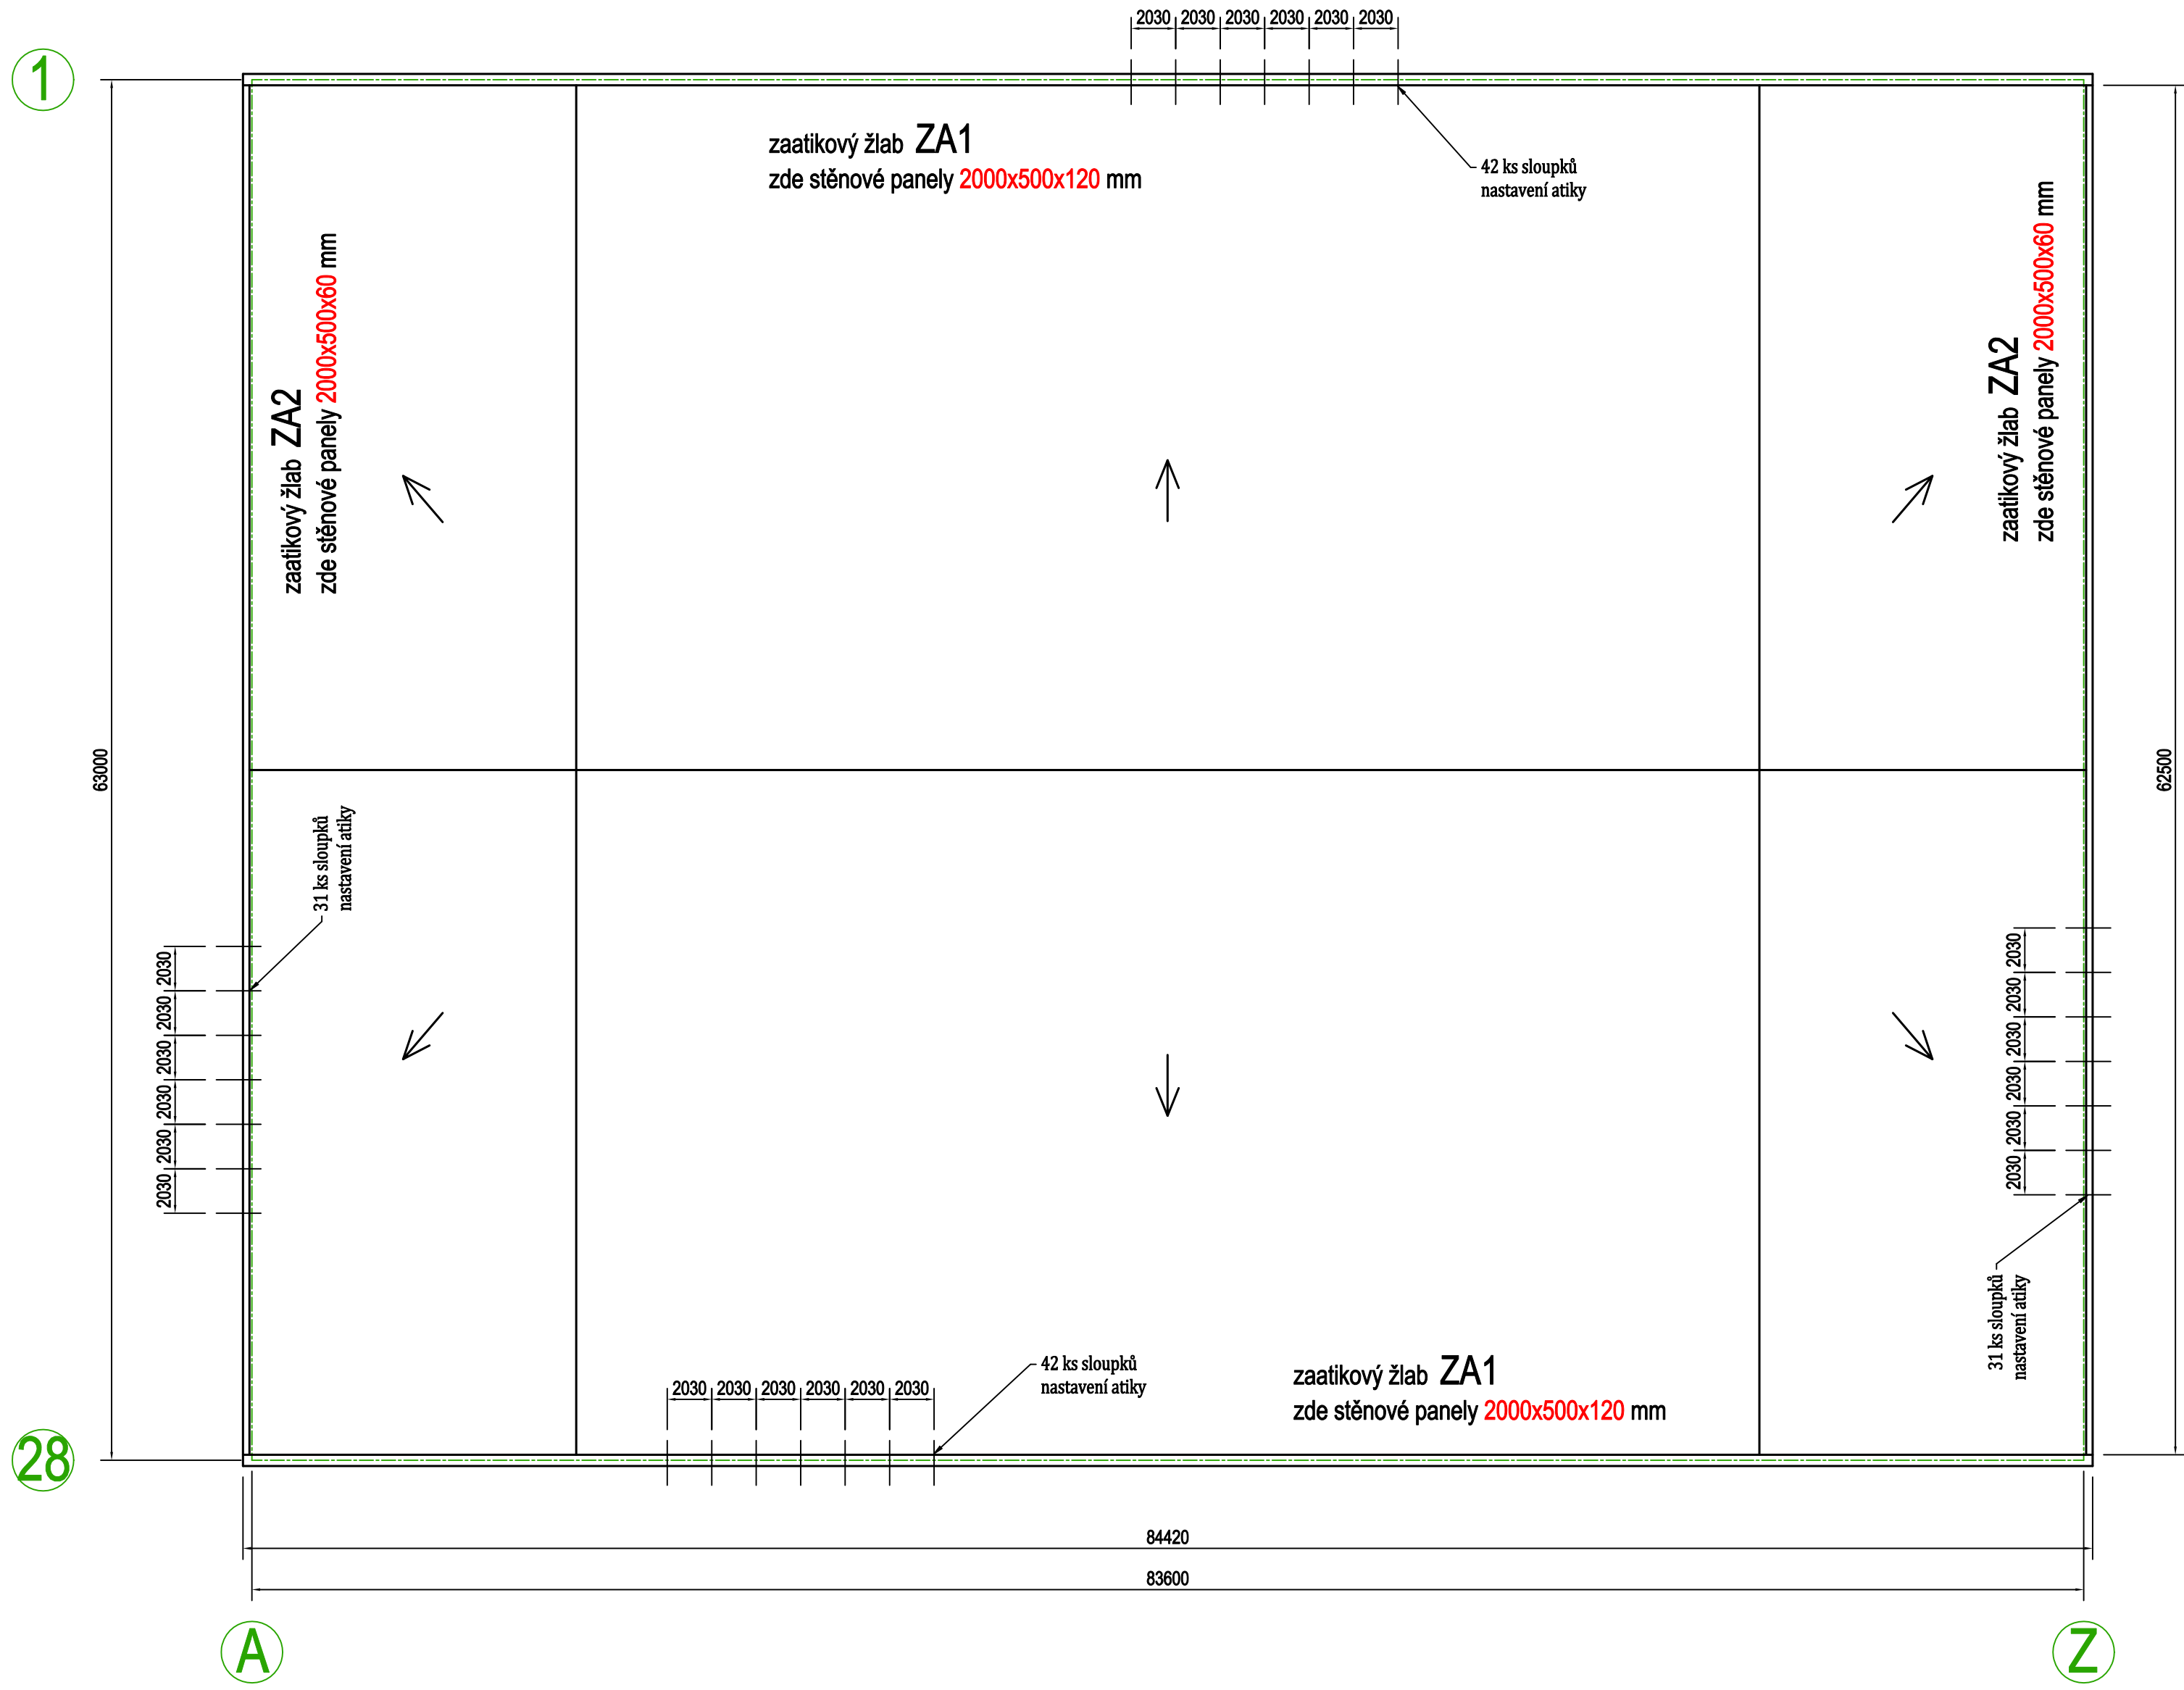 2030 2030 2030 2030 2030 2030
1
zaatikový žlab ZA1
zde stěnové panely 2000x500x120 mm
42 ks sloupků
nastavení atiky
zaatikový žlab ZA2
zde stěnové panely 2000x500x60 mm
zaatikový žlab ZA2
zde stěnové panely 2000x500x60 mm
63000
62500
31 ks sloupků
nastavení atiky
2030
2030
2030
2030
2030
2030
2030
2030
2030
2030
2030
2030
31 ks sloupků
nastavení atiky
42 ks sloupků
nastavení atiky
2030 2030 2030 2030 2030 2030
zaatikový žlab ZA1
zde stěnové panely 2000x500x120 mm
28
84420
83600
A
Z